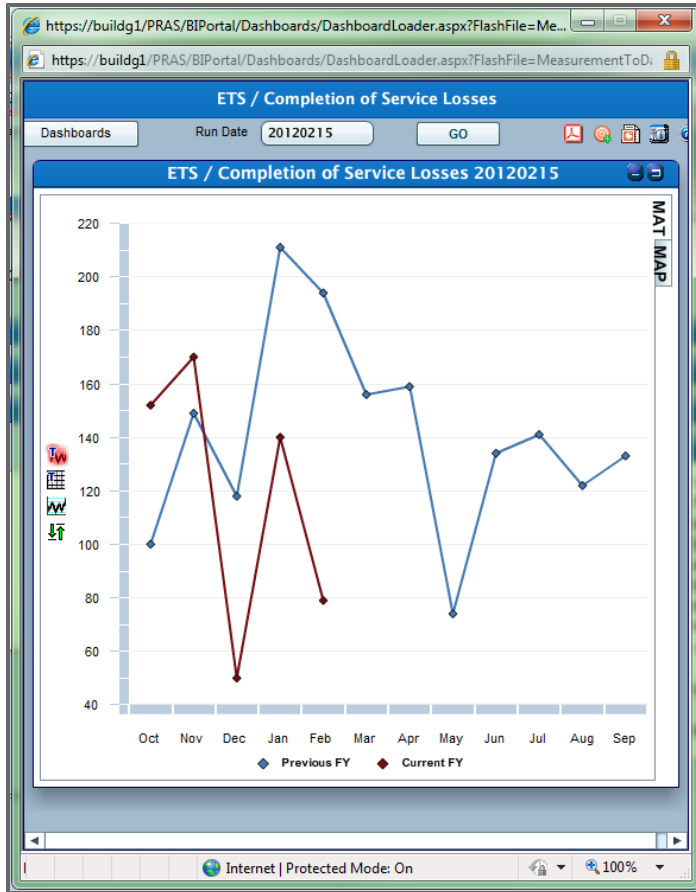 https://buildg1/PRAS/BIPortal/Dashboards/DashboardLoader.aspx?FlashFile=Me...
https://buildg1/PRAS/BIPortal/Dashboards/DashboardLoader.aspx?FlashFile=MeasurementToD
ETS / Completion of Service Losses
Dashboards Run Date 20120215 GO
ETS / Completion of Service Losses 20120215
MAT
MAP
220
200
180
160
140
120
100
80
60
40
Oct Nov Dec Jan Feb Mar Apr May Jun Jul Aug Sep
Previous FY Current FY
Internet | Protected Mode: On 100%